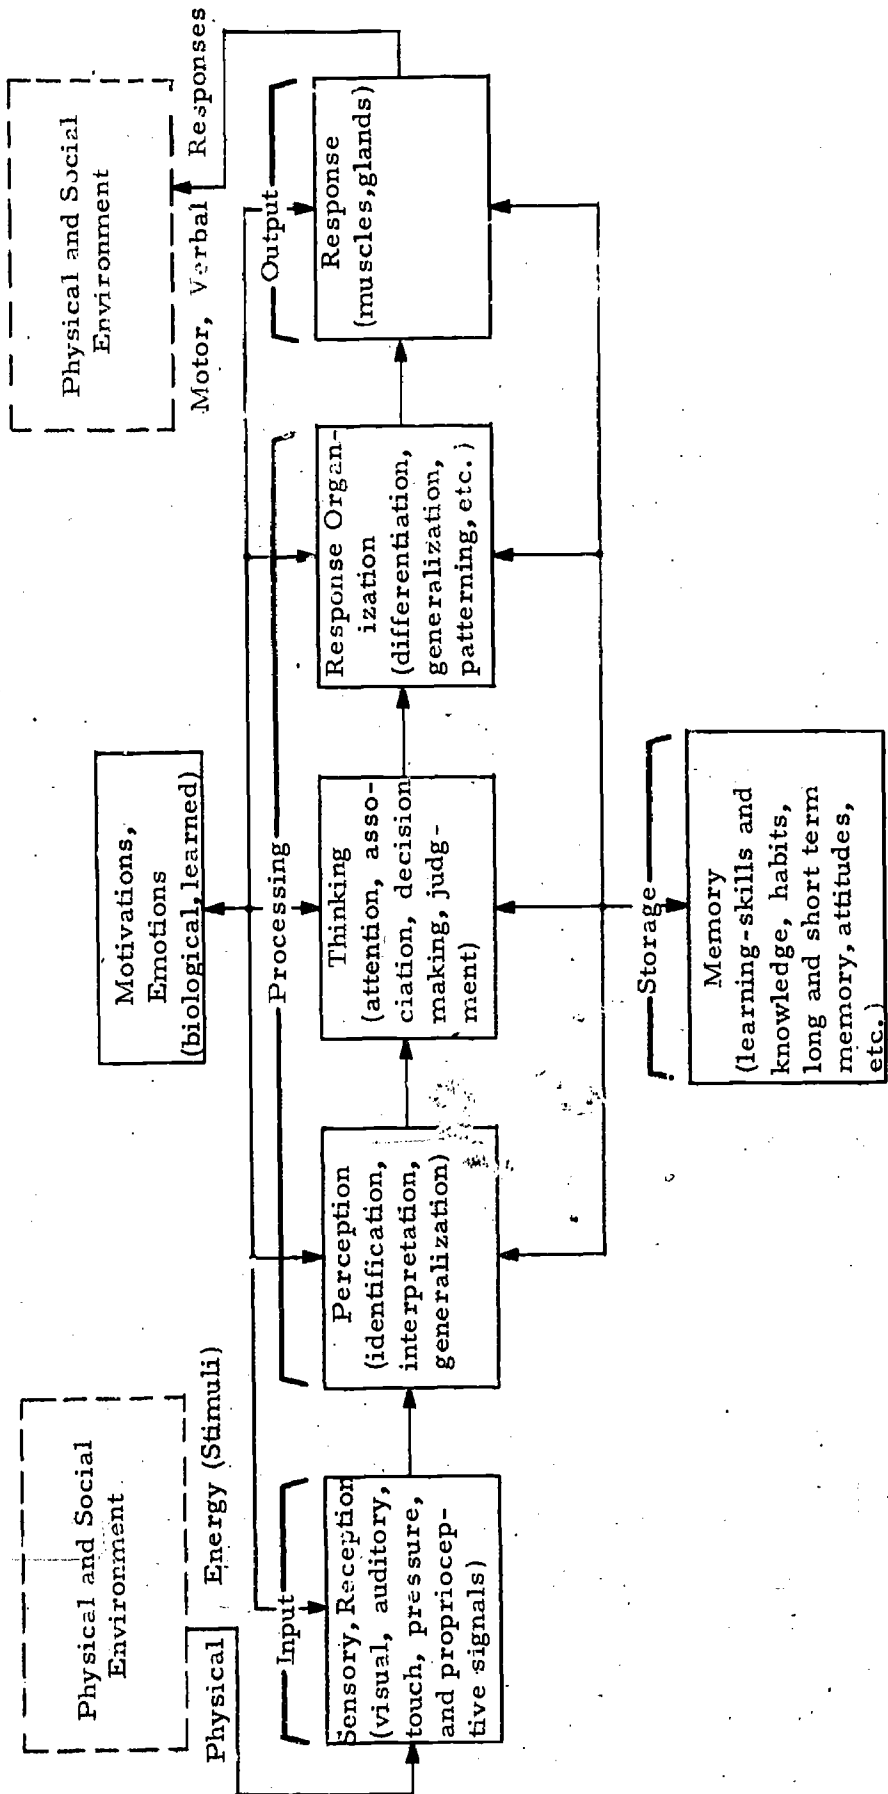 Physical and Social
Environment
Physical Energy (Stimuli)
Input
Sensory, Reception
(visual, auditory,
touch, pressure,
and propriocep-
tive signals)
Motivations,
Emotions
(biological, learned)
Processing
Perception
(identification,
interpretation,
generalization)
Thinking
(attention, asso-
ciation, decision
making, judg-
ment)
Response Organ-
ization
(differentiation,
generalization,
patterning, etc.)
Physical and Social
Environment
Motor, Verbal Responses
Output
Response
(muscles, glands)
Storage
Memory
(learning-skills and
knowledge, habits,
long and short term
memory, attitudes,
etc.)